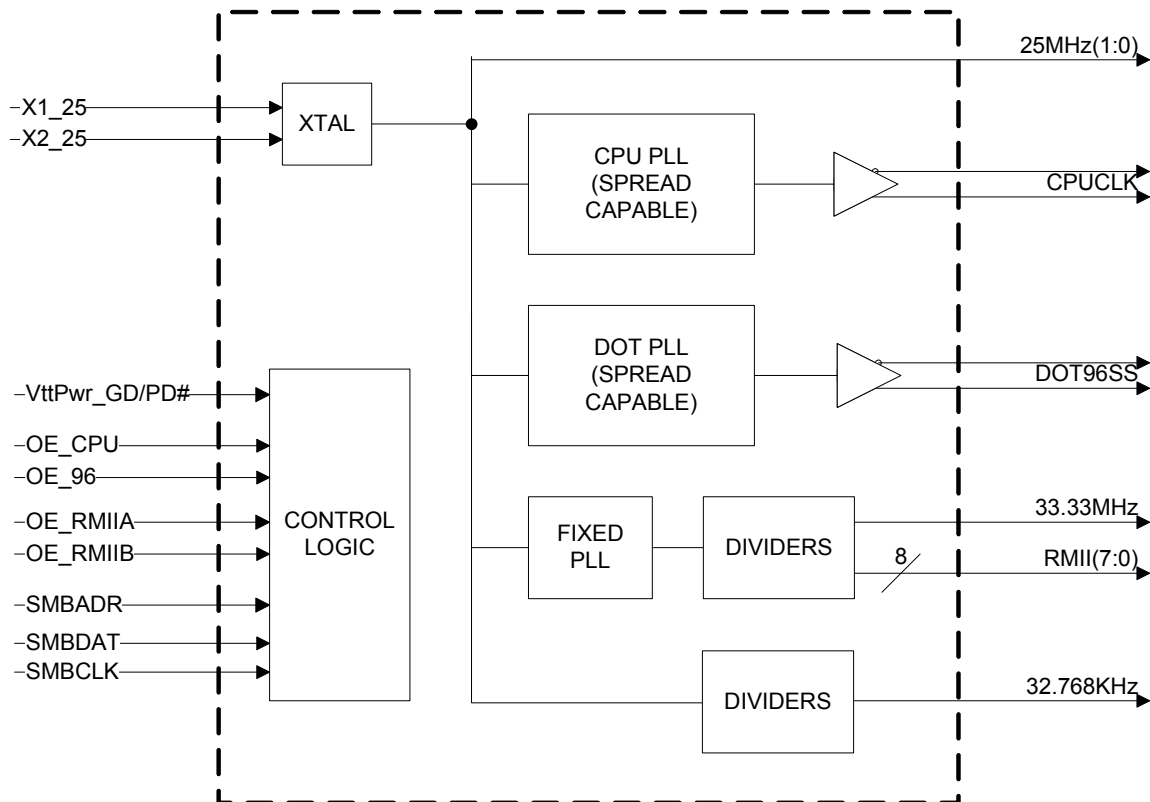 25MHz(1:0)
X1_25
X2_25
XTAL
CPU PLL
(SPREAD
CAPABLE)
CPUCLK
DOT PLL
(SPREAD
CAPABLE)
DOT96SS
VttPwr_GD/PD#
OE_CPU
OE_96
OE_RMIIA
OE_RMIIB
SMBADR
SMBDAT
SMBCLK
CONTROL
LOGIC
FIXED
PLL
DIVIDERS
33.33MHz
8
RMII(7:0)
DIVIDERS
32.768KHz